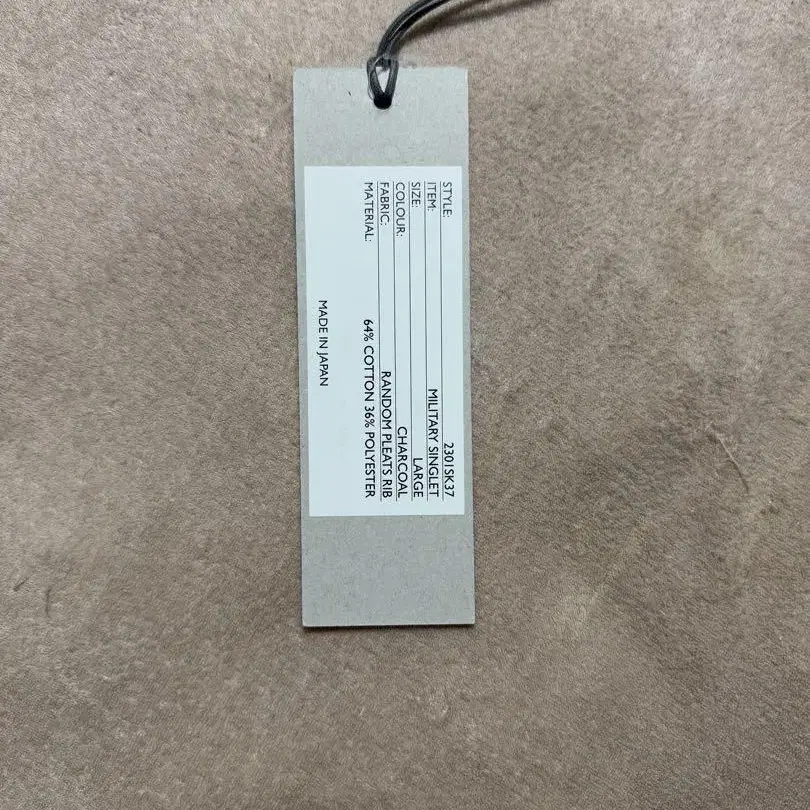 STYLE: 2301SK37
ITEM: MILITARY SINGLET
SIZE: LARGE
COLOUR: CHARCOAL
FABRIC: RANDOM PLEATS RIB
MATERIAL: 64% COTTON 36% POLYESTER
MADE IN JAPAN